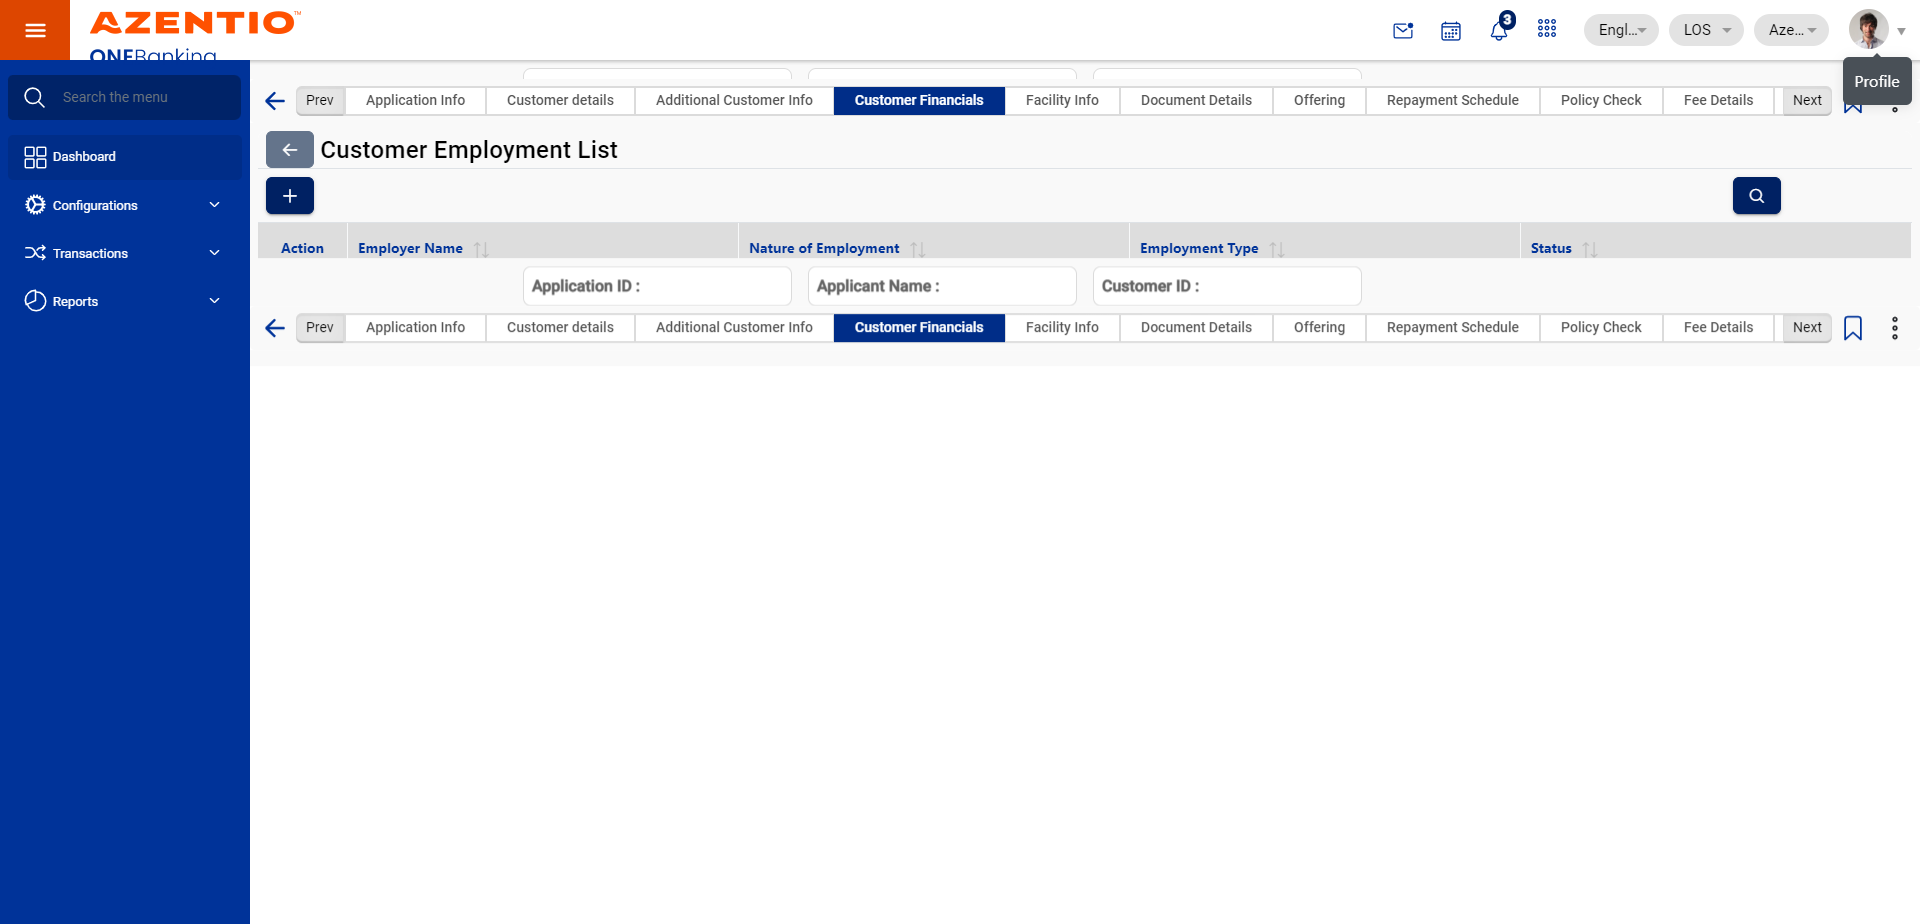 AZENTIO™
ONEBanking
3
Engl...
LOS
Aze...
Profile
Search the menu
Dashboard
Configurations
Transactions
Reports
Prev
Application Info
Customer details
Additional Customer Info
Customer Financials
Facility Info
Document Details
Offering
Repayment Schedule
Policy Check
Fee Details
Next
Customer Employment List
Action
Employer Name
Nature of Employment
Employment Type
Status
Application ID :
Applicant Name :
Customer ID :
Prev
Application Info
Customer details
Additional Customer Info
Customer Financials
Facility Info
Document Details
Offering
Repayment Schedule
Policy Check
Fee Details
Next